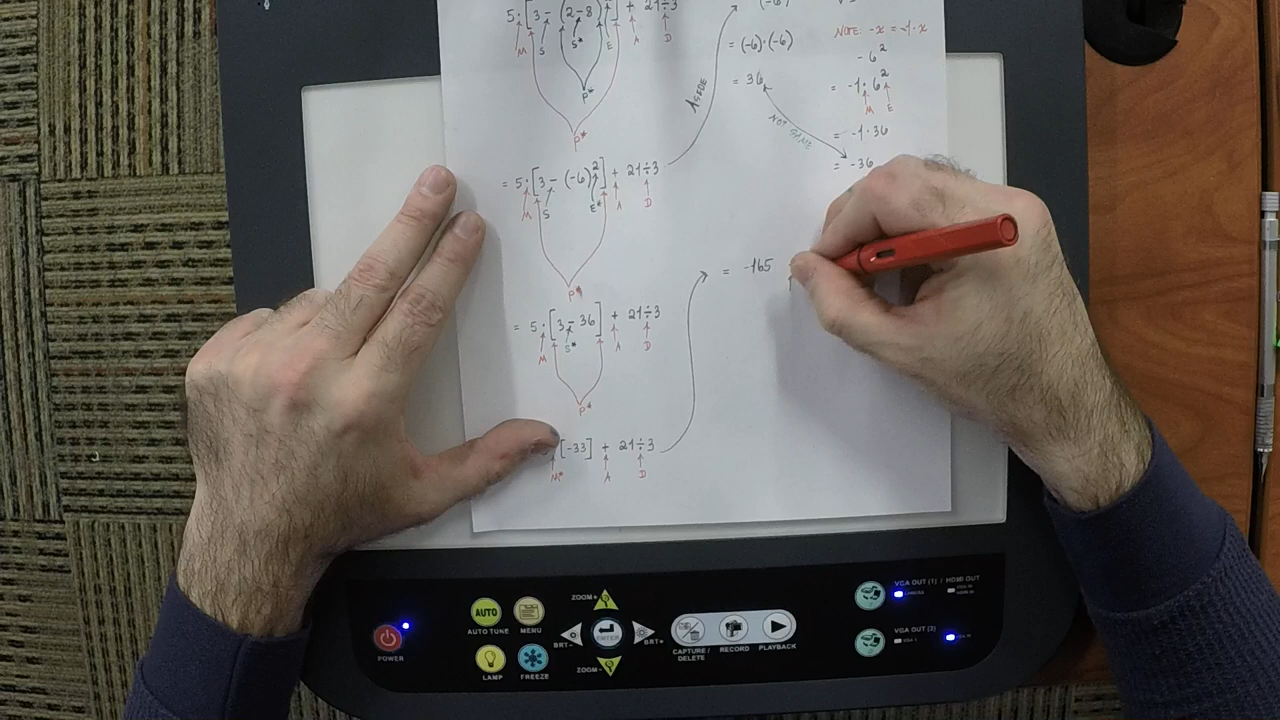 5·[3-(2-8)²]+21÷3
M S S* E A D
P*
P*
= 5·[3-(-6)²]+21÷3
M S E* A D
P*
= 5·[3-36]+21÷3
M S* A D
P*
[-33]+21÷3
M* A D
ASIDE
(-6)
= (-6)·(-6)
= 36
NOT SAME
NOTE: -x = -1·x
-6²
= -1·6²
M E
= -1·36
= -36
= -165
POWER
AUTO
AUTO TUNE
MENU
LAMP
FREEZE
ZOOM+
BRT-
ENTER
BRT+
ZOOM-
CAPTURE/
DELETE
RECORD
PLAYBACK
VGA OUT (1) / HDMI OUT
CAMERA
VGA OUT (2)